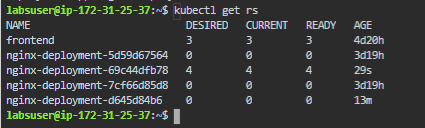 labsuser@ip-172-31-25-37:~$ kubectl get rs
NAME DESIRED CURRENT READY AGE
frontend 3 3 3 4d20h
nginx-deployment-5d59d67564 0 0 0 3d19h
nginx-deployment-69c44dfb78 4 4 4 29s
nginx-deployment-7cf66d85d8 0 0 0 3d19h
nginx-deployment-d645d84b6 0 0 0 13m
labsuser@ip-172-31-25-37:~$